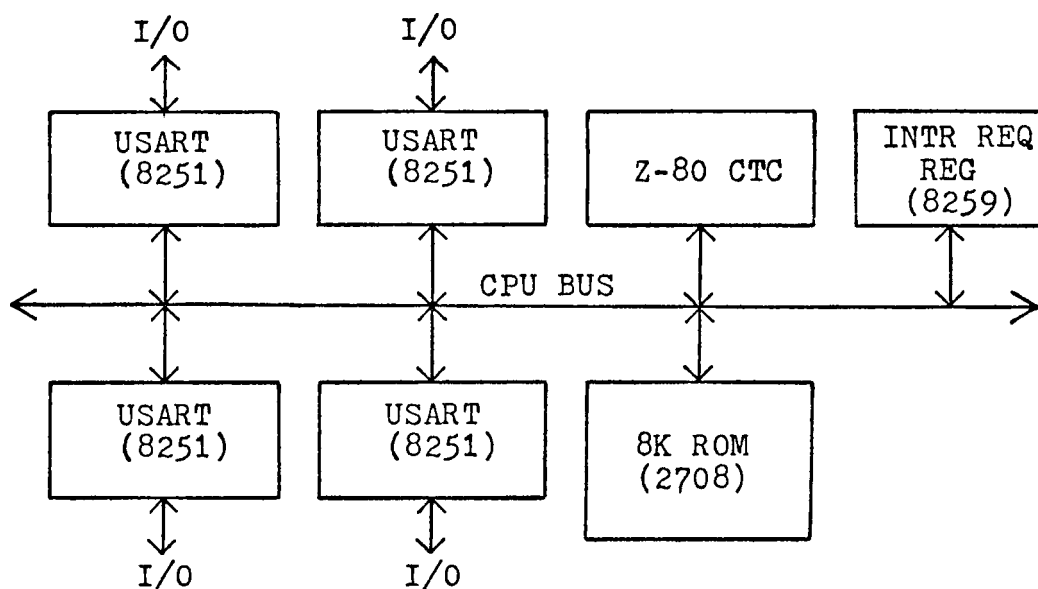 I/O
I/O
USART
(8251)
USART
(8251)
Z-80 CTC
INTR REQ
REG
(8259)
CPU BUS
USART
(8251)
USART
(8251)
8K ROM
(2708)
I/O
I/O